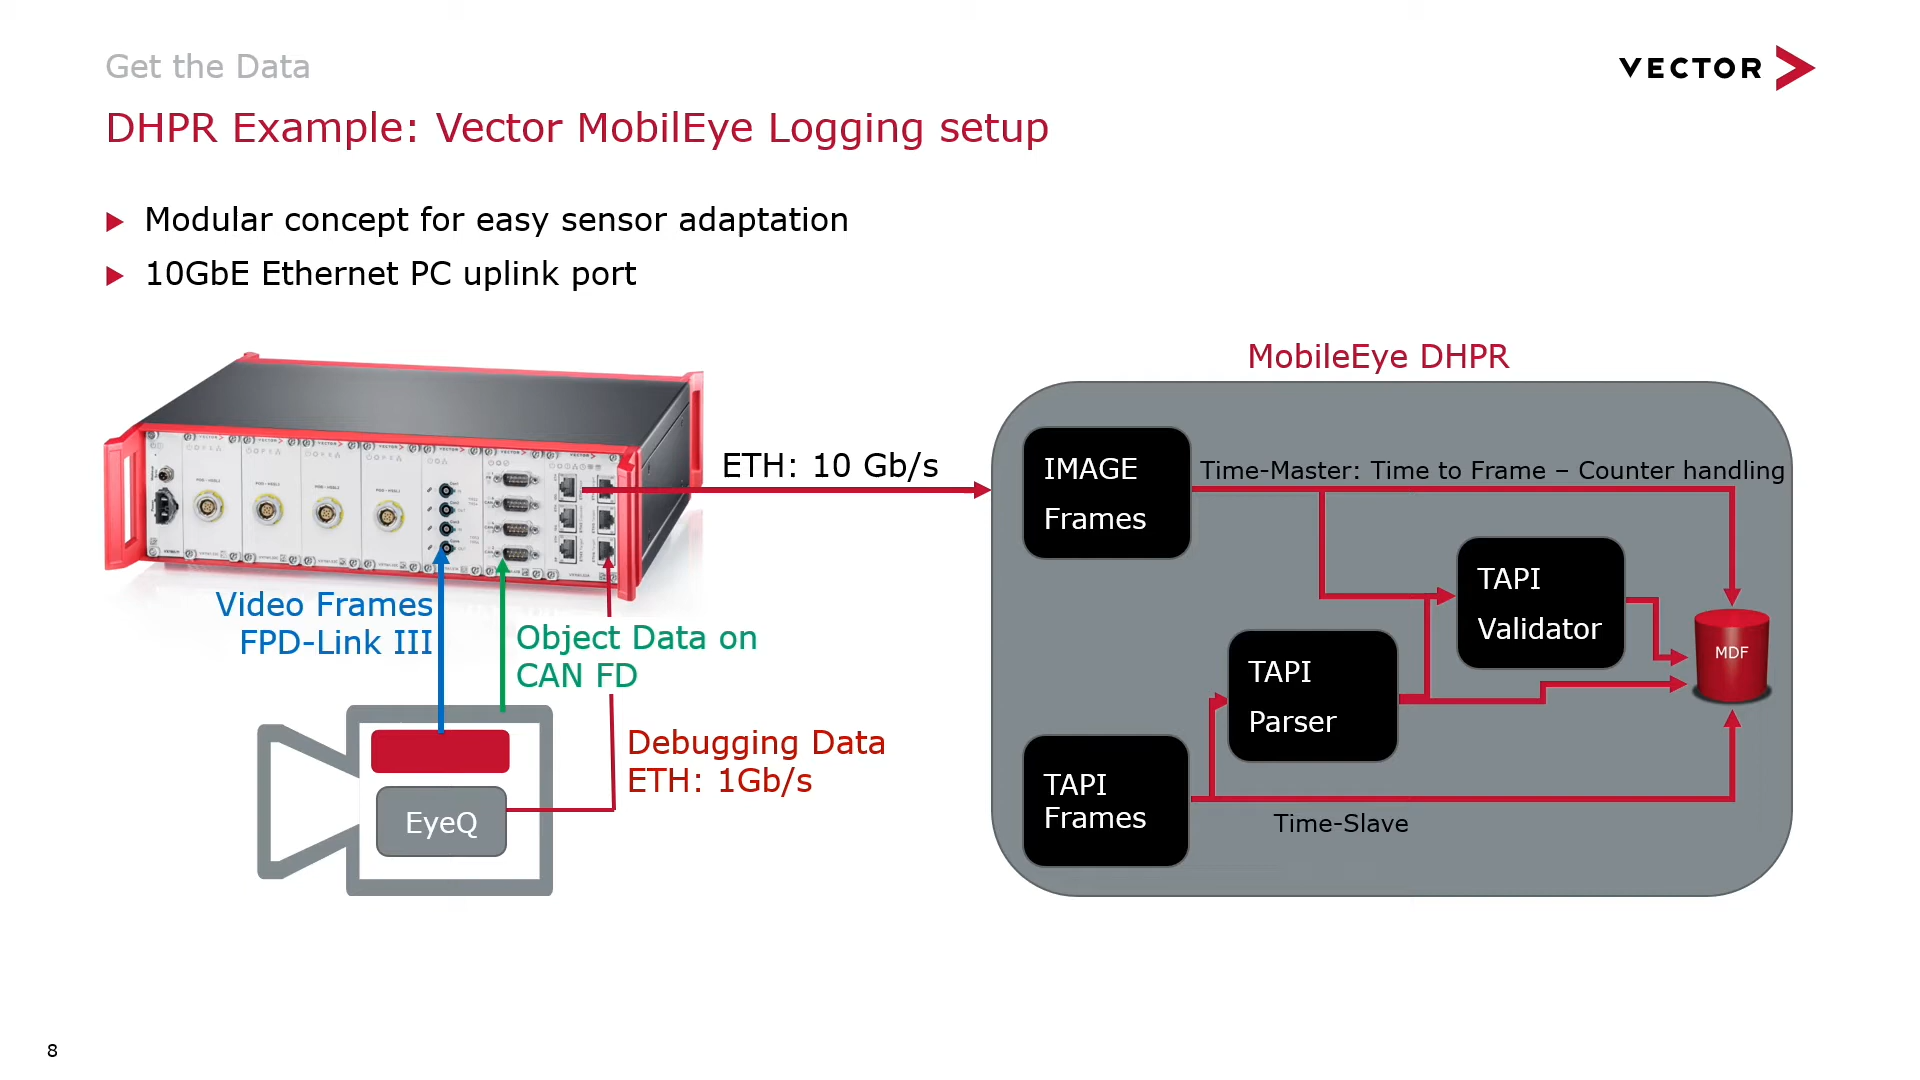 Get the Data
VECTOR
DHPR Example: Vector MobilEye Logging setup
Modular concept for easy sensor adaptation
10GbE Ethernet PC uplink port
MobileEye DHPR
ETH: 10 Gb/s
IMAGE
Frames
Time-Master: Time to Frame – Counter handling
TAPI
Validator
MDF
TAPI
Parser
TAPI
Frames
Time-Slave
Video Frames
FPD-Link III
Object Data on
CAN FD
Debugging Data
ETH: 1Gb/s
EyeQ
8